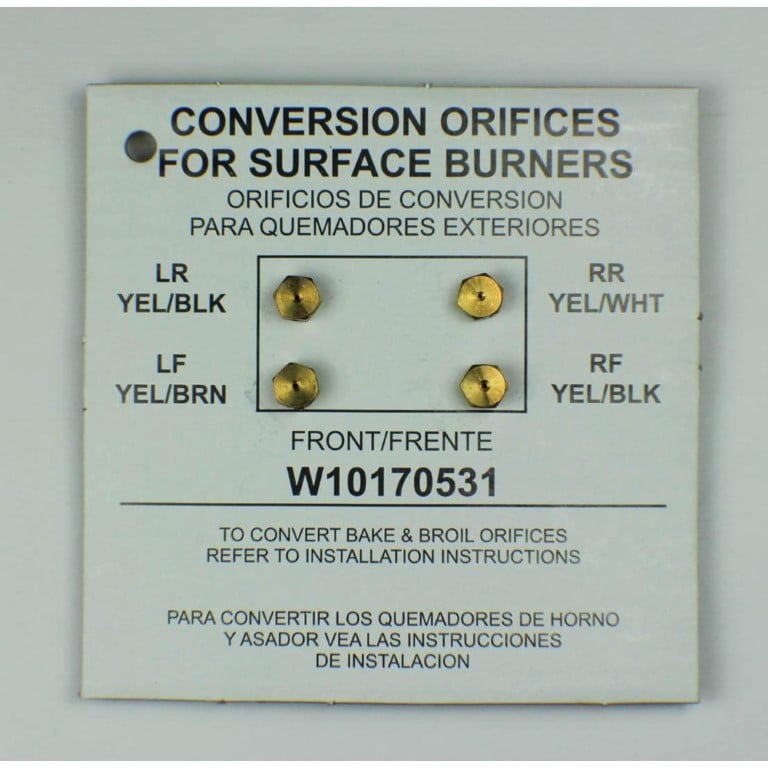 CONVERSION ORIFICES
FOR SURFACE BURNERS
ORIFICIOS DE CONVERSION
PARA QUEMADORES EXTERIORES
LR
YEL/BLK
RR
YEL/WHT
LF
YEL/BRN
RF
YEL/BLK
FRONT/FRENTE
W10170531
TO CONVERT BAKE & BROIL ORIFICES
REFER TO INSTALLATION INSTRUCTIONS
PARA CONVERTIR LOS QUEMADORES DE HORNO
Y ASADOR VEA LAS INSTRUCCIONES
DE INSTALACION